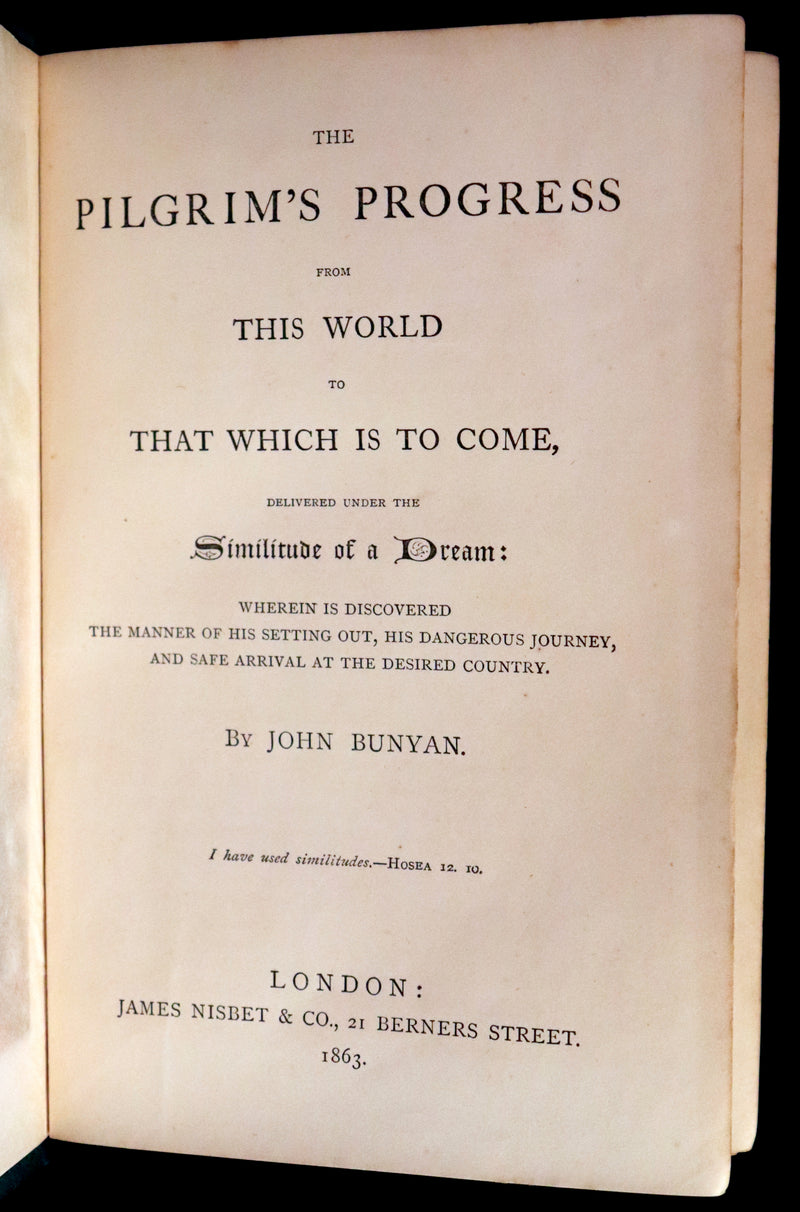 THE
PILGRIM'S PROGRESS
FROM
THIS WORLD
TO
THAT WHICH IS TO COME,
DELIVERED UNDER THE
Similitude of a Dream:
WHEREIN IS DISCOVERED
THE MANNER OF HIS SETTING OUT, HIS DANGEROUS JOURNEY,
AND SAFE ARRIVAL AT THE DESIRED COUNTRY.
BY JOHN BUNYAN.
I have used similitudes.—HOSEA 12. 10.
LONDON:
JAMES NISBET & CO., 21 BERNERS STREET.
1863.